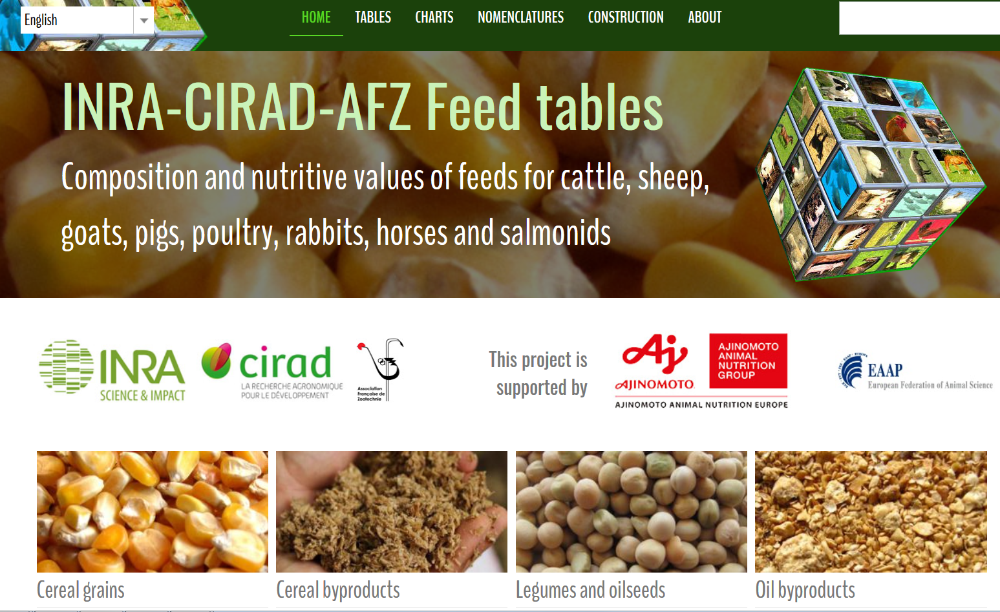 English
HOME
TABLES
CHARTS
NOMENCLATURES
CONSTRUCTION
ABOUT
INRA-CIRAD-AFZ Feed tables
Composition and nutritive values of feeds for cattle, sheep,
goats, pigs, poultry, rabbits, horses and salmonids
INRA
SCIENCE & IMPACT
cirad
LA RECHERCHE AGRONOMIQUE
POUR LE DÉVELOPPEMENT
Association
Française de
Zootechnie
This project is
supported by
Aj
AJINOMOTO
AJINOMOTO
ANIMAL
NUTRITION
GROUP
AJINOMOTO ANIMAL NUTRITION EUROPE
EAAP
European Federation of Animal Science
Cereal grains
Cereal byproducts
Legumes and oilseeds
Oil byproducts